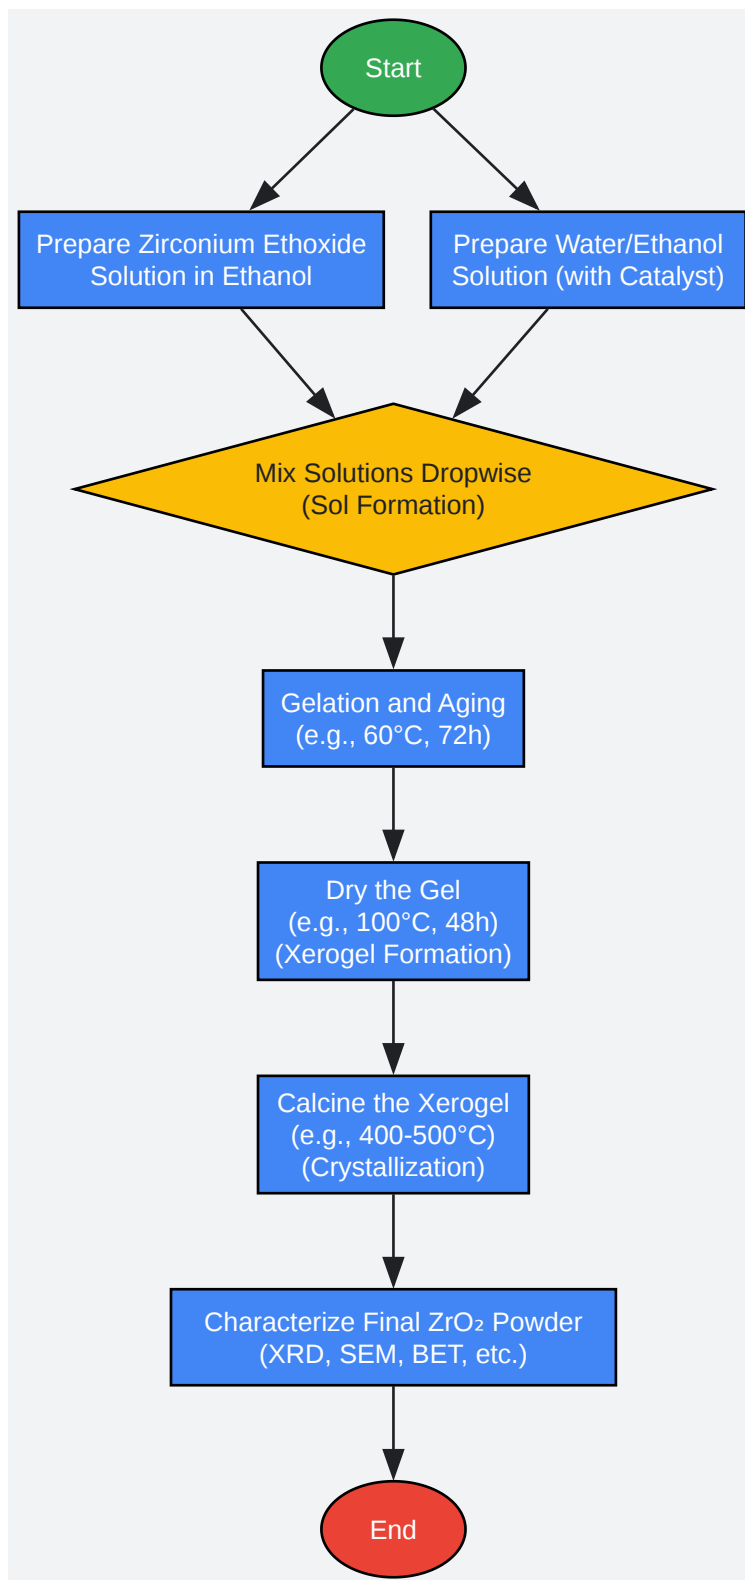 Start
Prepare Zirconium Ethoxide
Solution in Ethanol
Prepare Water/Ethanol
Solution (with Catalyst)
Mix Solutions Dropwise
(Sol Formation)
Gelation and Aging
(e.g., 60°C, 72h)
Dry the Gel
(e.g., 100°C, 48h)
(Xerogel Formation)
Calcine the Xerogel
(e.g., 400-500°C)
(Crystallization)
Characterize Final ZrO₂ Powder
(XRD, SEM, BET, etc.)
End